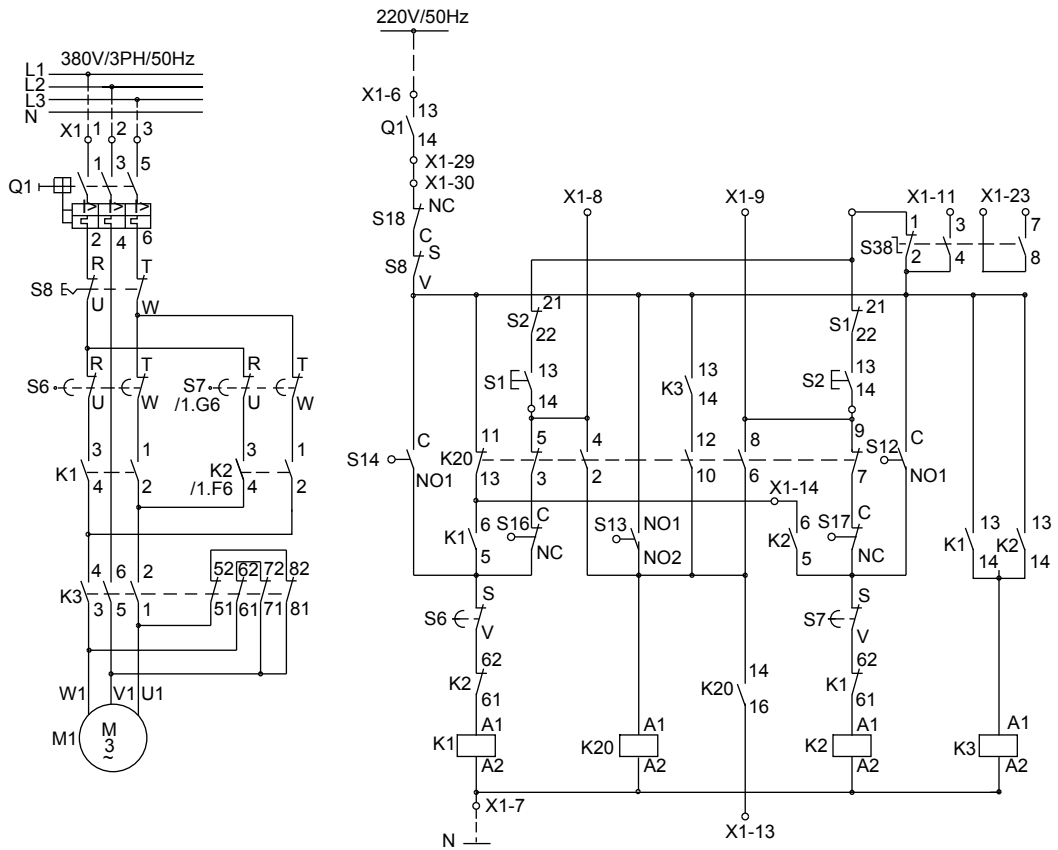 220V/50Hz
380V/3PH/50Hz
L1
L2
L3
N
X1 1 2 3
Q1 1 3 5
2 4 6
S8 R T
U W
S6 R T
U W
S7 R T
/1.G6 U W
K1 3 1
4 2
K2 3 1
/1.F6 4 2
K3 4 6 2
3 5 1
52 62 72 82
51 61 71 81
W1 V1 U1
M1 M
3
~
X1-6
Q1 13
14
X1-29
X1-30
S18 NC
C
S8 S
V
X1-8
X1-9
X1-11
X1-23
S38 1 3 7
2 4 8
S2 21
22
S1 21
22
S1 13
14
K3 13
14
S2 13
14
S14 C
NO1
K20 11 5 4 12 8 9
13 3 2 10 6 7
S12 C
NO1
X1-14
K1 6
5
S16 C
NC
S13 NO1
NO2
K2 6
5
S17 C
NC
K1 13
14
K2 13
14
S6 S
V
S7 S
V
K2 62
61
K20 14
16
K1 62
61
K1 A1
A2
K20 A1
A2
K2 A1
A2
K3 A1
A2
X1-7
N
X1-13